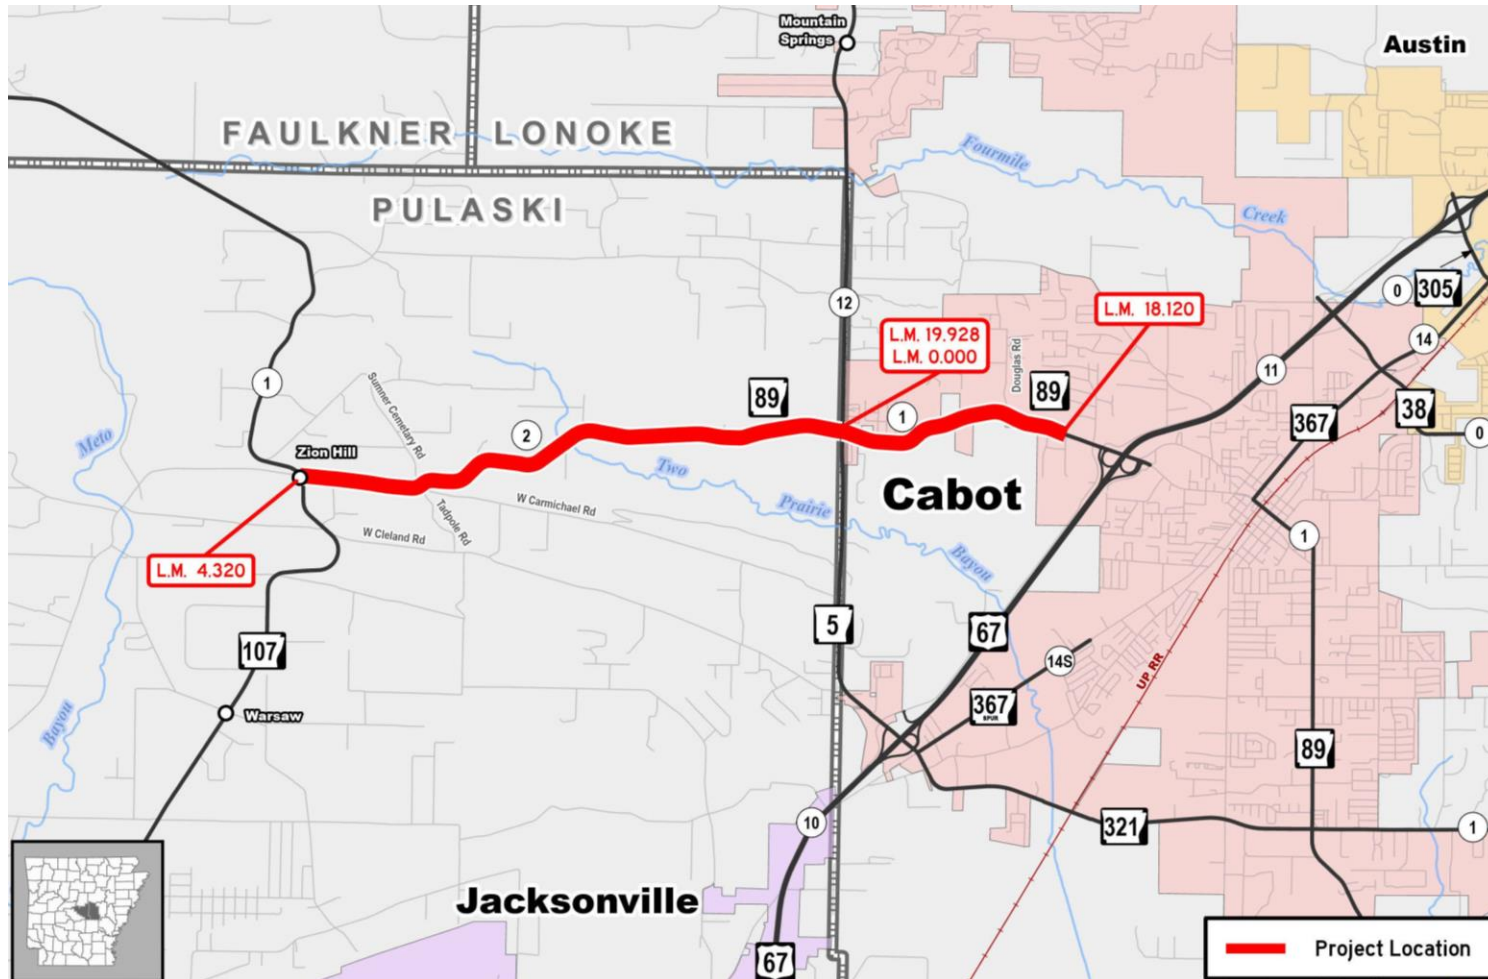 Mountain
Springs
Austin
FAULKNER
LONOKE
PULASKI
Fourmile
Creek
305
0
12
L.M. 18.120
L.M. 19.928
L.M. 0.000
14
1
11
Sumner Cemetary Rd
Douglas Rd
89
89
1
367
38
0
2
Meto
Zion Hill
Two
Prairie
Bayou
Cabot
W Carmichael Rd
Tadpole Rd
W Cleland Rd
L.M. 4.320
1
5
67
107
14S
UP RR
367
SPUR
Warsaw
Bayou
89
10
321
1
Jacksonville
67
Project Location